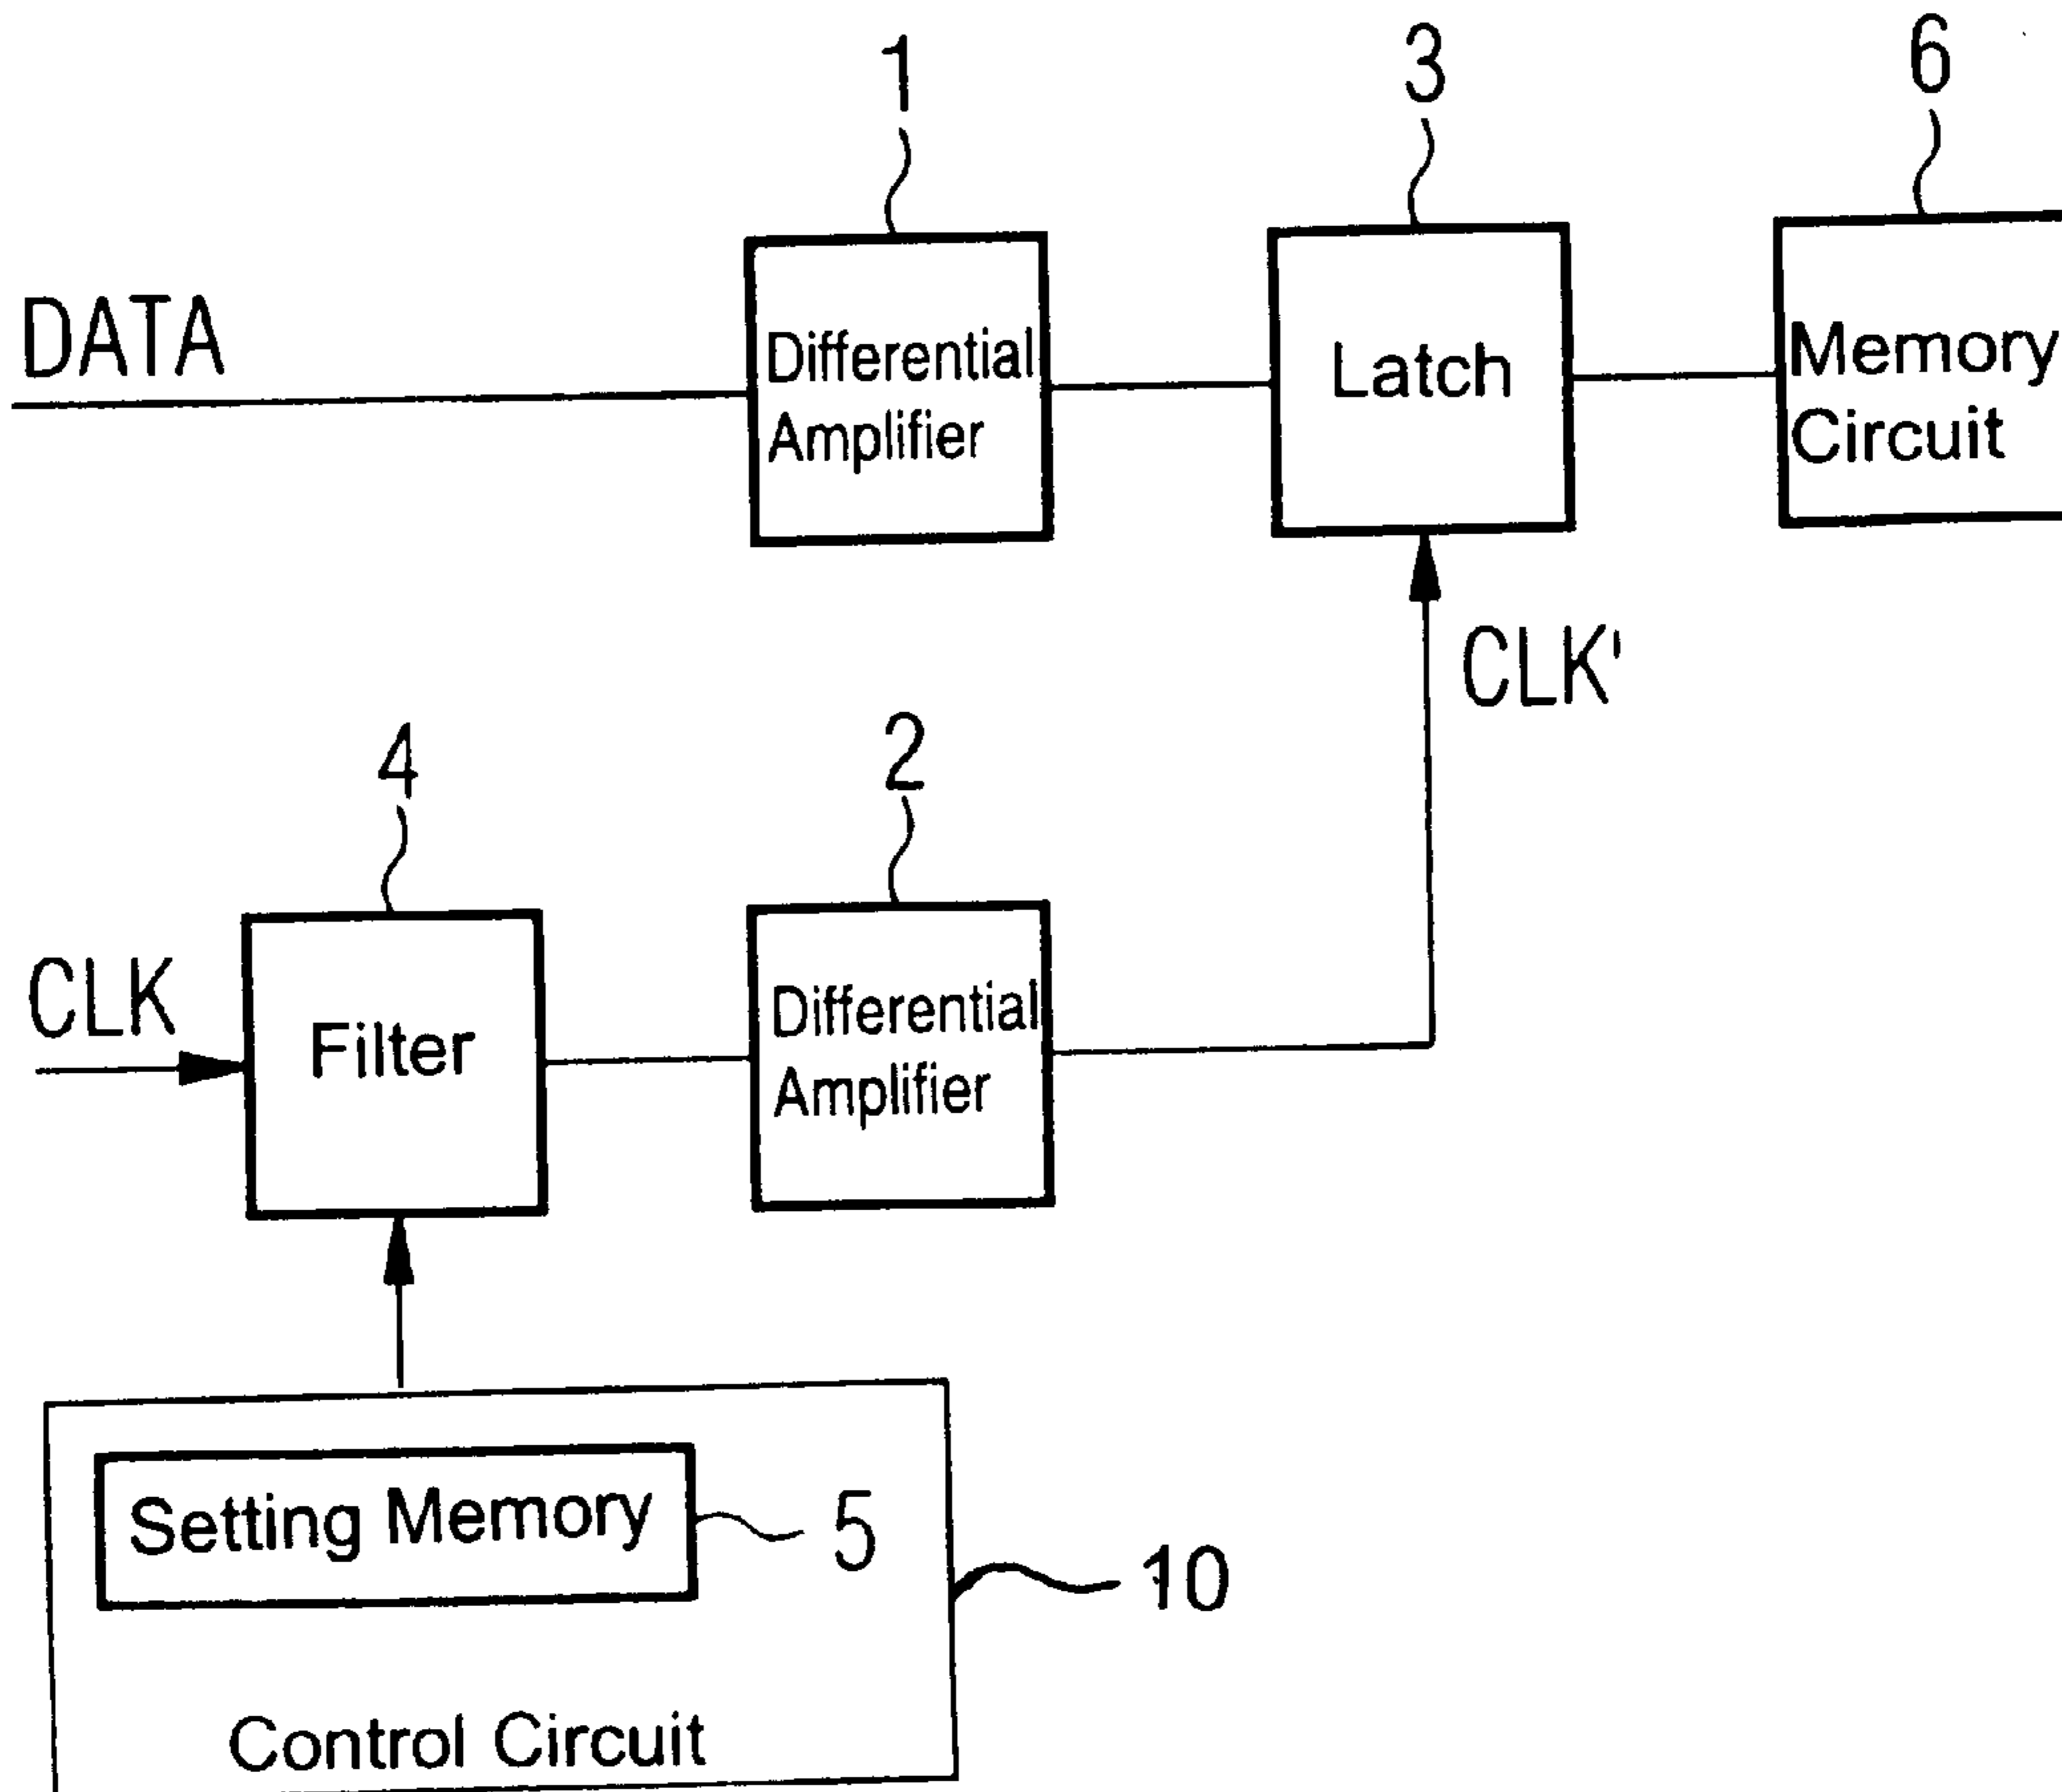 1
3
6
DATA
Differential
Amplifier
Latch
Memory
Circuit
CLK'
4
2
CLK
Filter
Differential
Amplifier
Setting Memory
5
10
Control Circuit